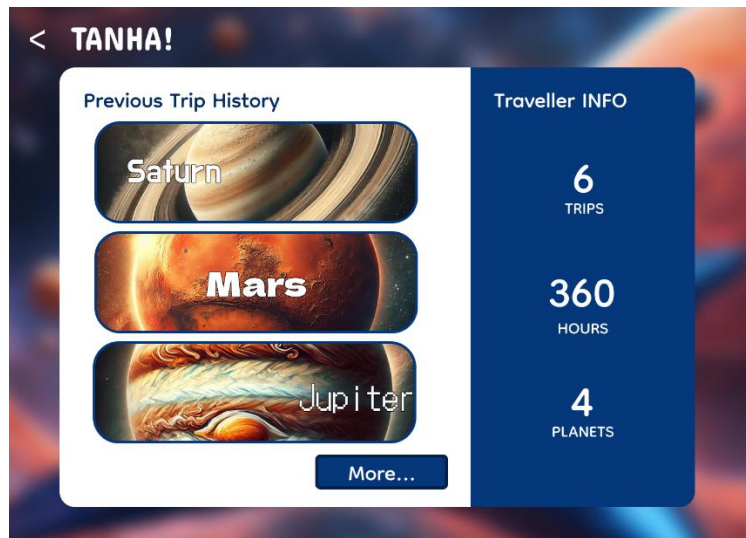 < TANHA!
Previous Trip History
Saturn
Mars
Jupiter
More...
Traveller INFO
6
TRIPS
360
HOURS
4
PLANETS